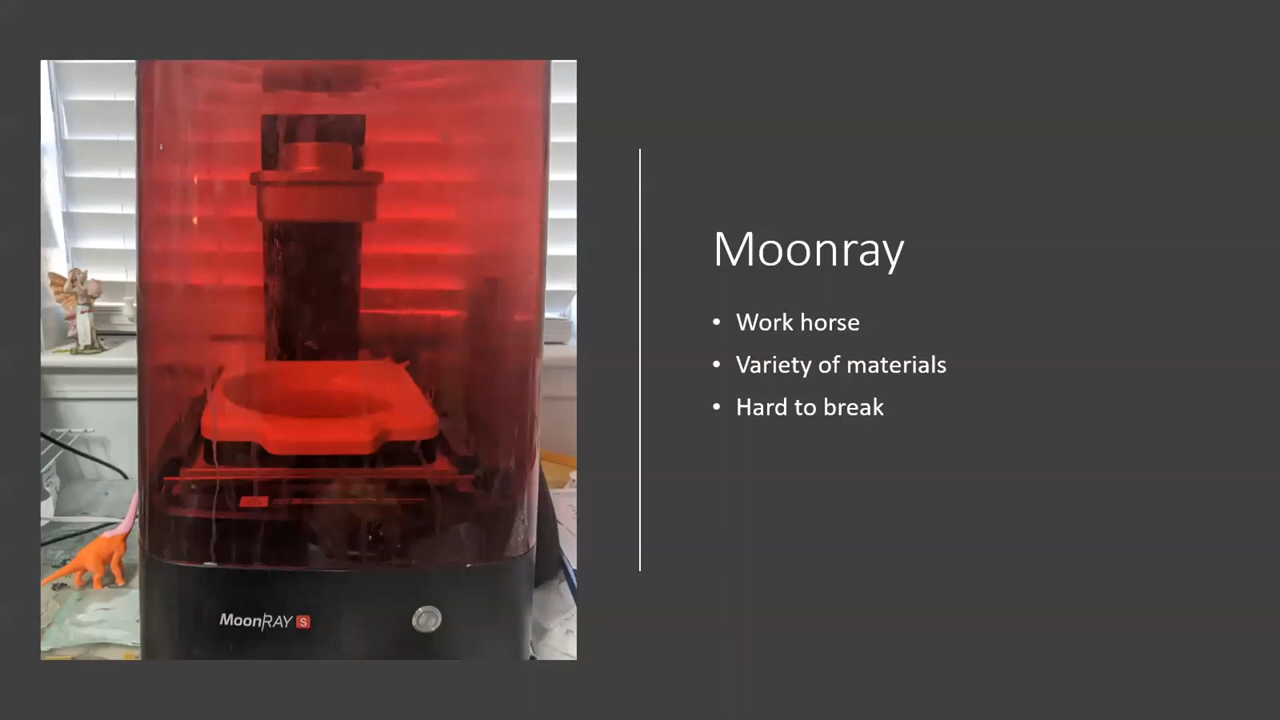 Moonray
• Work horse
• Variety of materials
• Hard to break
MoonRAY S